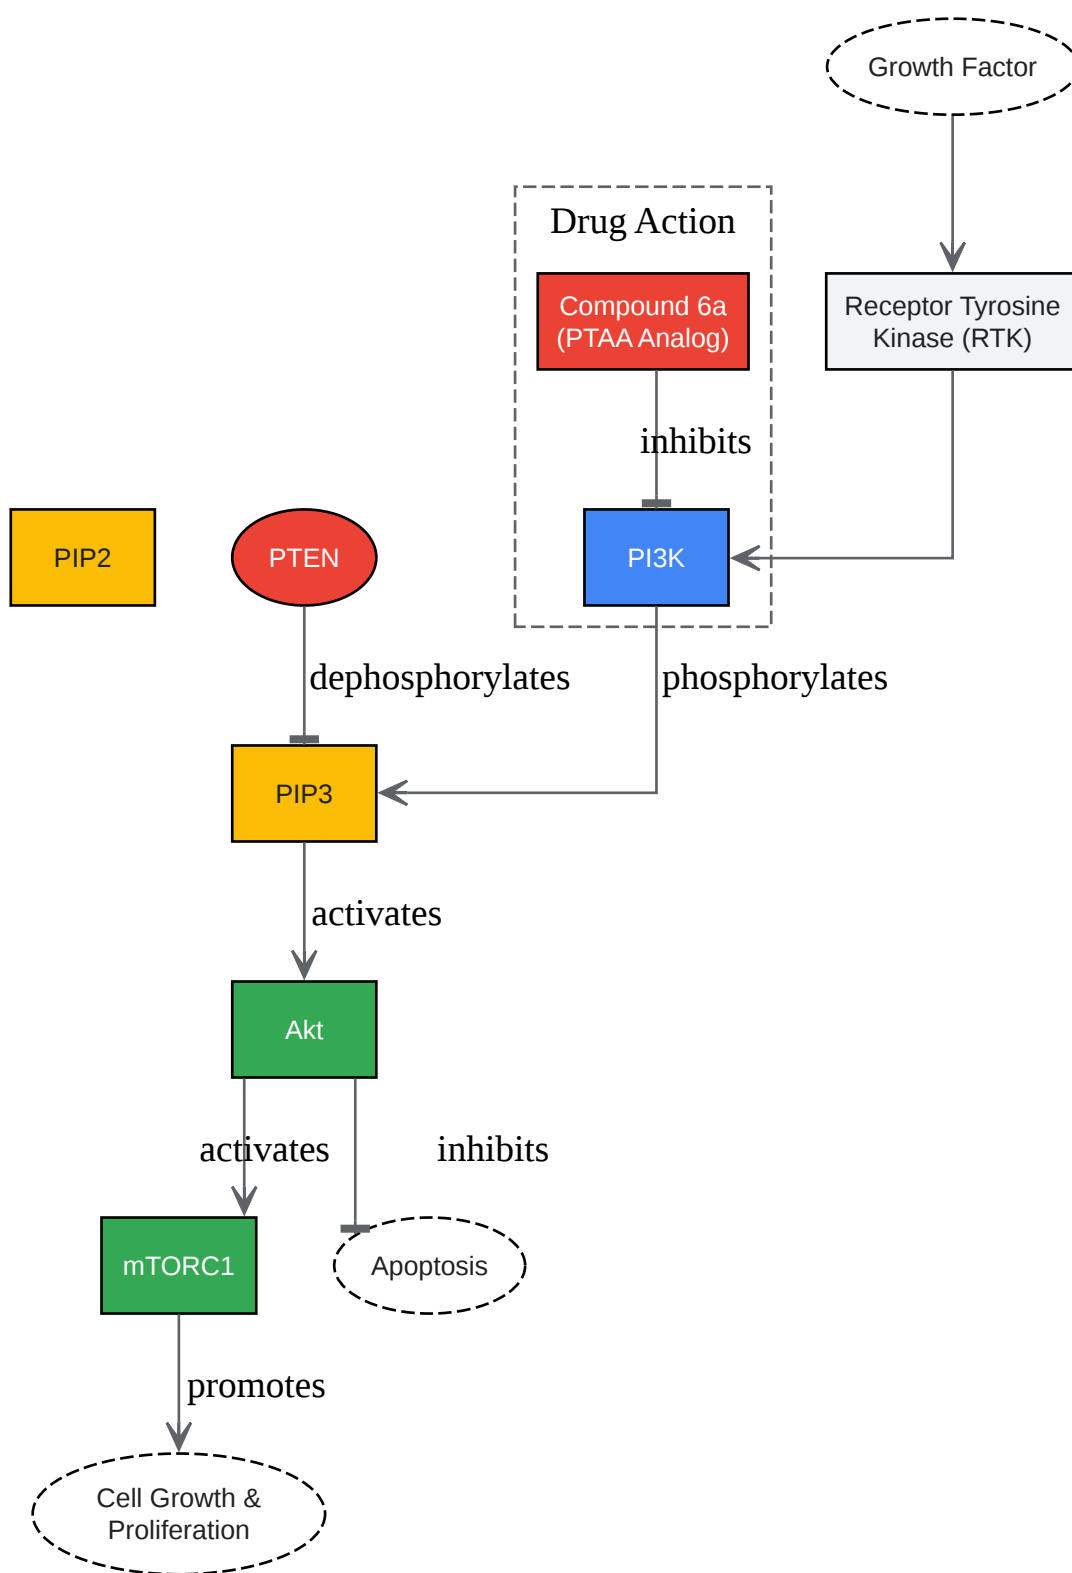 Growth Factor
Drug Action
Compound 6a
(PTAA Analog)
Receptor Tyrosine
Kinase (RTK)
inhibits
PIP2
PTEN
PI3K
dephosphorylates
phosphorylates
PIP3
activates
Akt
activates
inhibits
mTORC1
Apoptosis
promotes
Cell Growth &
Proliferation